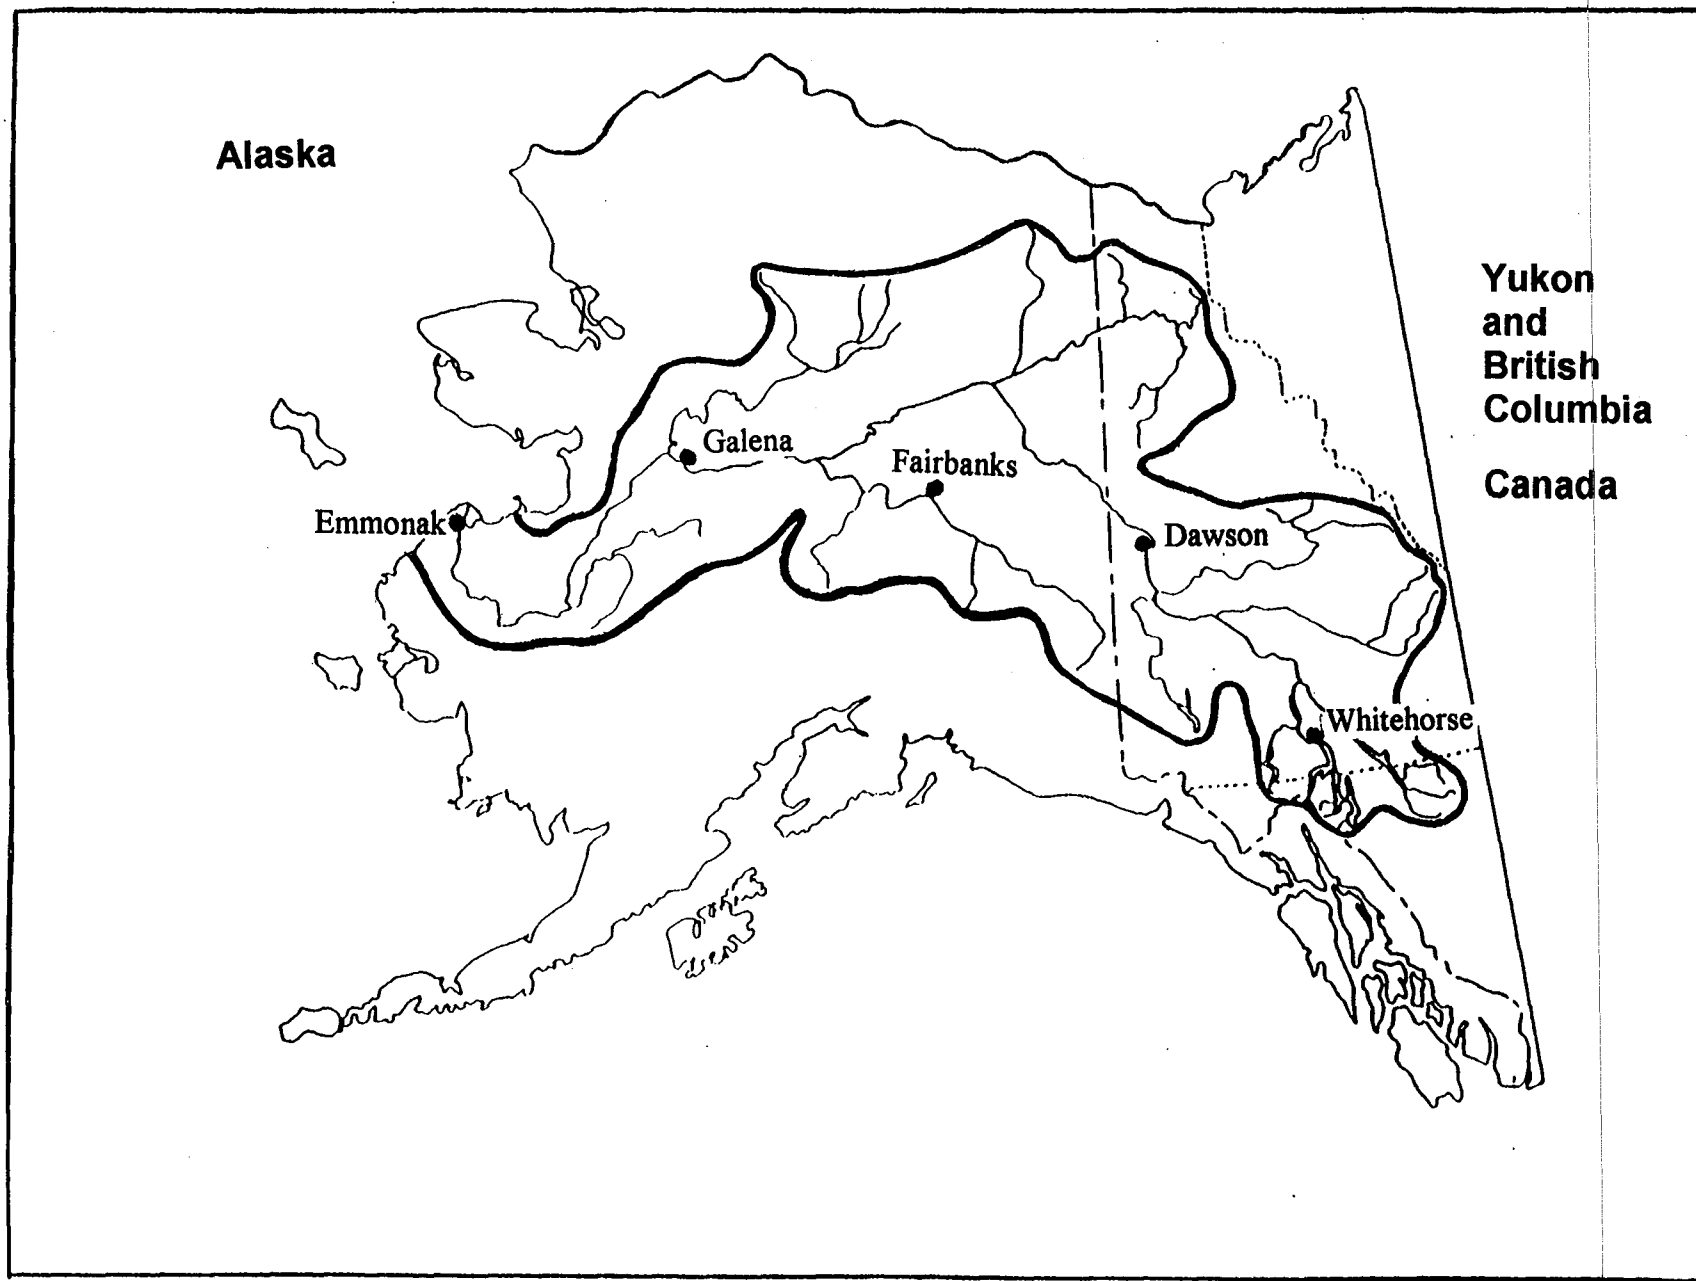 Alaska
Yukon
and
British
Columbia
Canada
Galena
Fairbanks
Emmonak
Dawson
Whitehorse